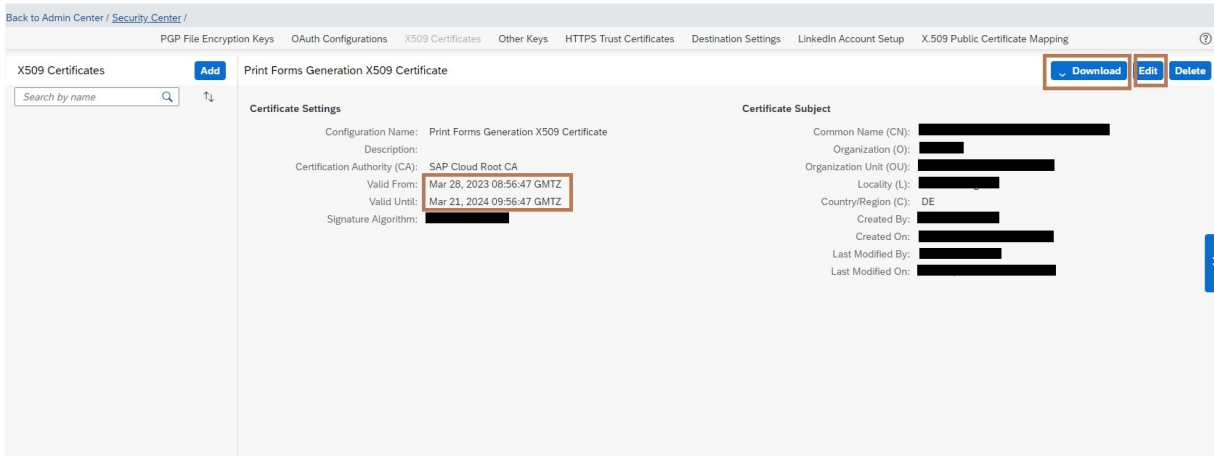 Back to Admin Center / Security Center /
PGP File Encryption Keys OAuth Configurations X509 Certificates Other Keys HTTPS Trust Certificates Destination Settings LinkedIn Account Setup X.509 Public Certificate Mapping
X509 Certificates Add Print Forms Generation X509 Certificate Download Edit Delete
Search by name
Certificate Settings Certificate Subject
Configuration Name: Print Forms Generation X509 Certificate Common Name (CN):
Description: Organization (O):
Certification Authority (CA): SAP Cloud Root CA Organization Unit (OU):
Valid From: Mar 28, 2023 08:56:47 GMTZ Locality (L):
Valid Until: Mar 21, 2024 09:56:47 GMTZ Country/Region (C): DE
Signature Algorithm: Created By:
Created On:
Last Modified By:
Last Modified On: